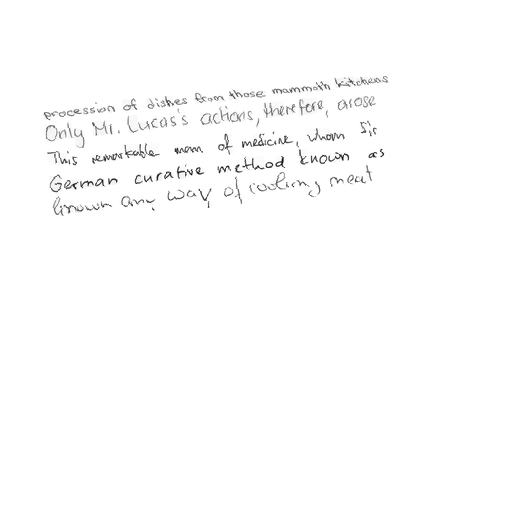 procession of dishes from those mammoth kitchens
Only Mr. Lucas's actions, therefore, arose
This remarkable man of medicine, whom Sir
German curative method known as
known any way of cooking meat